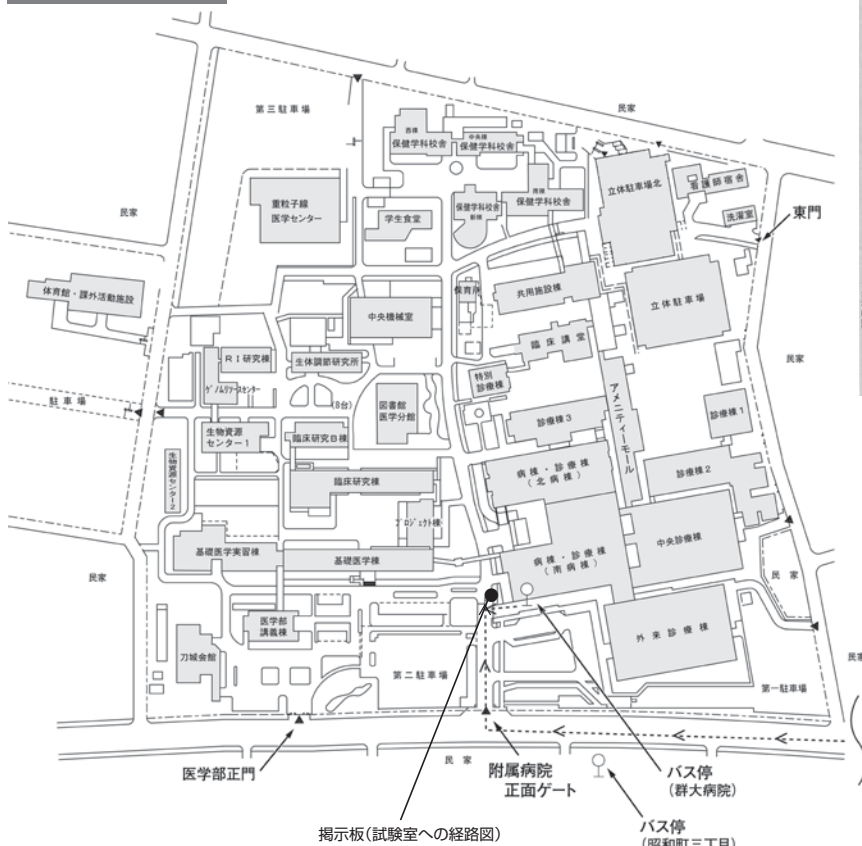 民家
第三駐車場
西棟
保健学科校舎
中央棟
保健学科校舎
立体駐車場北
看護師宿舎
洗濯室
東門
重粒子線
医学センター
民家
学生食堂
保健学科校舎
新棟
保健学科校舎
体育館・課外活動施設
共用施設棟
立体駐車場
中央機械室
臨床講堂
RI研究棟
生体調節研究所
特別
診療棟
民家
ゲノムリソースセンター
駐車場
(8台)
図書館
医学分館
アメニティーモール
診療棟3
診療棟1
生物資源
センター1
臨床研究B棟
生物資源センター2
臨床研究棟
病棟・診療棟
(北病棟)
診療棟2
プロジェクト棟
基礎医学実習棟
基礎医学棟
病棟・診療棟
(南病棟)
中央診療棟
民家
民家
医学部
講義棟
外来診療棟
刀城会館
第二駐車場
第一駐車場
民家
医学部正門
附属病院
正面ゲート
バス停
(群大病院)
掲示板(試験室への経路図)
バス停
(昭和町三丁目)